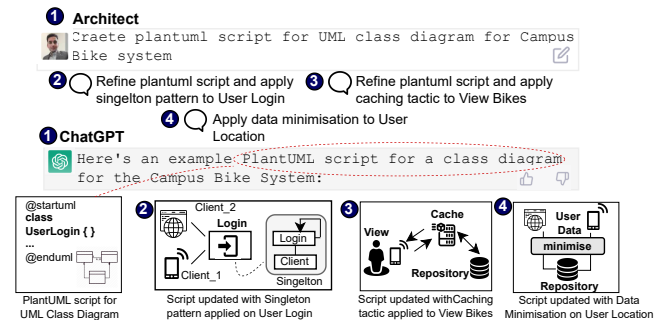 1 Architect
Craete plantuml script for UML class diagram for Campus
Bike system
2 Refine plantuml script and apply
singelton pattern to User Login
3 Refine plantuml script and apply
caching tactic to View Bikes
4 Apply data minimisation to User
Location
1 ChatGPT
Here's an example PlantUML script for a class diagram
for the Campus Bike System:
@startuml
class
UserLogin { }
...
@enduml
PlantUML script for
UML Class Diagram
2
Client_2
Login
Client_1
Login
Client
Singelton
Script updated with Singleton
pattern applied on User Login
3
Cache
View
Repository
Script updated withCaching
tactic applied to View Bikes
4
User
Data
minimise
Repository
Script updated with Data
Minimisation on User Location